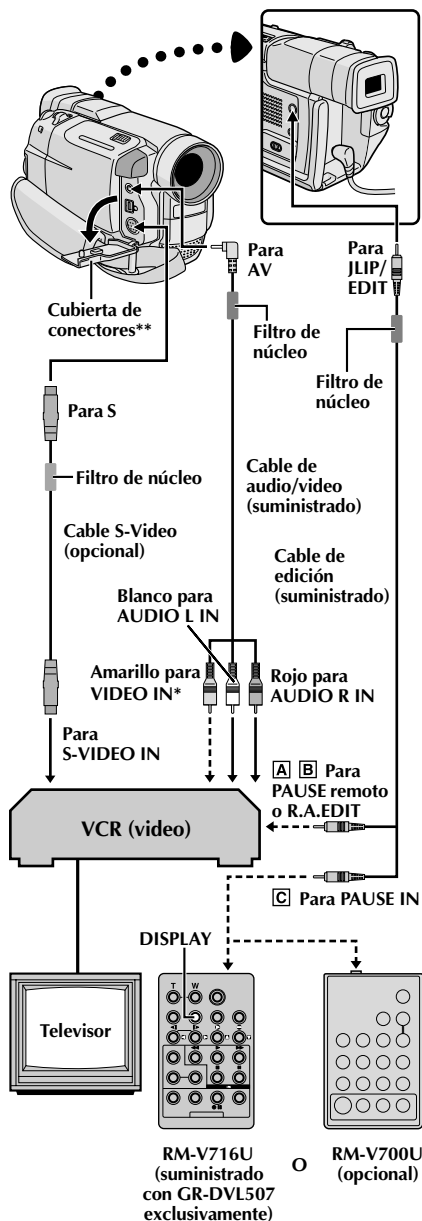 Para
AV
Para
JLIP/
EDIT
Cubierta de
conectores**
Filtro de
núcleo
Filtro de
núcleo
Para S
Filtro de núcleo
Cable de
audio/video
(suministrado)
Cable S-Video
(opcional)
Cable de
edición
(suministrado)
Blanco para
AUDIO L IN
Amarillo para
VIDEO IN*
Rojo para
AUDIO R IN
Para
S-VIDEO IN
A B Para
PAUSE remoto
o R.A.EDIT
VCR (video)
C Para PAUSE IN
DISPLAY
T W
Televisor
RM-V716U
(suministrado
con GR-DVL507
exclusivamente)
O
RM-V700U
(opcional)